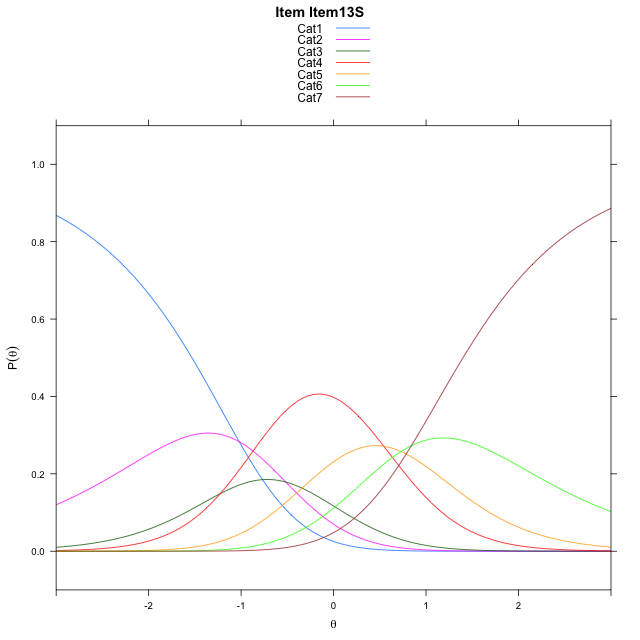 Item Item13S
Cat1
Cat2
Cat3
Cat4
Cat5
Cat6
Cat7
1.0
0.8
0.6
0.4
0.2
0.0
P(θ)
-2 -1 0 1 2
θ